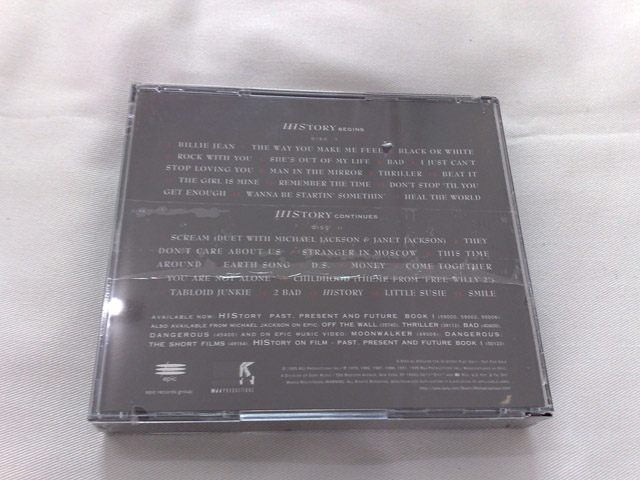 HISTORY BEGINS
DISC I
BILLIE JEAN THE WAY YOU MAKE ME FEEL BLACK OR WHITE
ROCK WITH YOU SHE'S OUT OF MY LIFE BAD I JUST CAN'T
STOP LOVING YOU MAN IN THE MIRROR THRILLER BEAT IT
THE GIRL IS MINE REMEMBER THE TIME DON'T STOP 'TIL YOU
GET ENOUGH WANNA BE STARTIN' SOMETHIN' HEAL THE WORLD
HISTORY CONTINUES
DISC II
SCREAM (DUET WITH MICHAEL JACKSON & JANET JACKSON) THEY
DON'T CARE ABOUT US STRANGER IN MOSCOW THIS TIME
AROUND EARTH SONG D.S. MONEY COME TOGETHER
YOU ARE NOT ALONE CHILDHOOD (THEME FROM "FREE WILLY 2")
TABLOID JUNKIE 2 BAD HISTORY LITTLE SUSIE SMILE
AVAILABLE NOW: HISTORY PAST, PRESENT AND FUTURE BOOK I
ALSO AVAILABLE FROM MICHAEL JACKSON ON EPIC: OFF THE WALL THRILLER BAD
DANGEROUS AND ON EPIC MUSIC VIDEO: MOONWALKER DANGEROUS-
THE SHORT FILMS HISTORY ON FILM - PAST, PRESENT AND FUTURE BOOK I
epic
epic records group
MJJ PRODUCTIONS